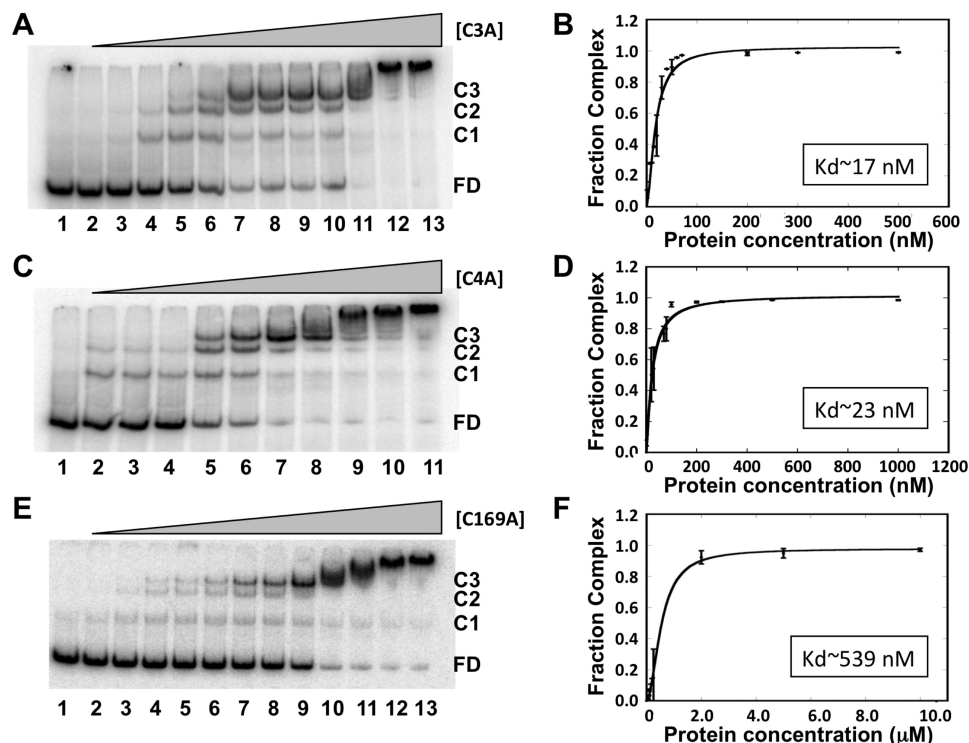 A
[C3A]
C3
C2
C1
FD
1 2 3 4 5 6 7 8 9 10 11 12 13
B
Fraction Complex
1.2
1.0
0.8
0.6
0.4
0.2
0.0
Kd~17 nM
0 100 200 300 400 500 600
Protein concentration (nM)
C
[C4A]
C3
C2
C1
FD
1 2 3 4 5 6 7 8 9 10 11
D
Fraction Complex
1.2
1.0
0.8
0.6
0.4
0.2
0.0
Kd~23 nM
0 200 400 600 800 1000 1200
Protein concentration (nM)
E
[C169A]
C3
C2
C1
FD
1 2 3 4 5 6 7 8 9 10 11 12 13
F
Fraction Complex
1.2
1.0
0.8
0.6
0.4
0.2
0.0
Kd~539 nM
0 2.0 4.0 6.0 8.0 10.0
Protein concentration (μM)